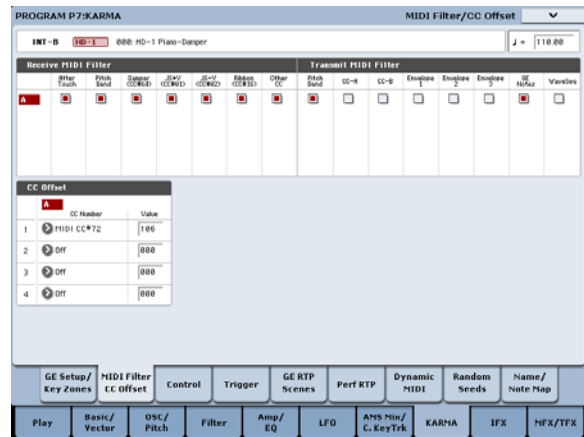 PROGRAM P7:KARMA MIDI Filter/CC Offset
INT-B HD-1 000: HD-1 Piano-Damper ♩ = 110.00
Receive MIDI Filter Transmit MIDI Filter
After Touch Pitch Bend Damper (CC#64) JS+Y (CC#01) JS-Y (CC#02) Ribbon (CC#16) Other CC Pitch Bend CC-A CC-B Envelope 1 Envelope 2 Envelope 3 GE Notes WaveSeq
A
CC Offset
A
CC Number Value
1 MIDI CC#72 106
2 Off 000
3 Off 000
4 Off 000
GE Setup/ Key Zones MIDI Filter CC Offset Control Trigger GE RTP Scenes Perf RTP Dynamic MIDI Random Seeds Name/ Note Map
Play Basic/ Vector OSC/ Pitch Filter Amp/ EQ LFO AMS Mix/ C.KeyTrk KARMA IFX MFX/TFX